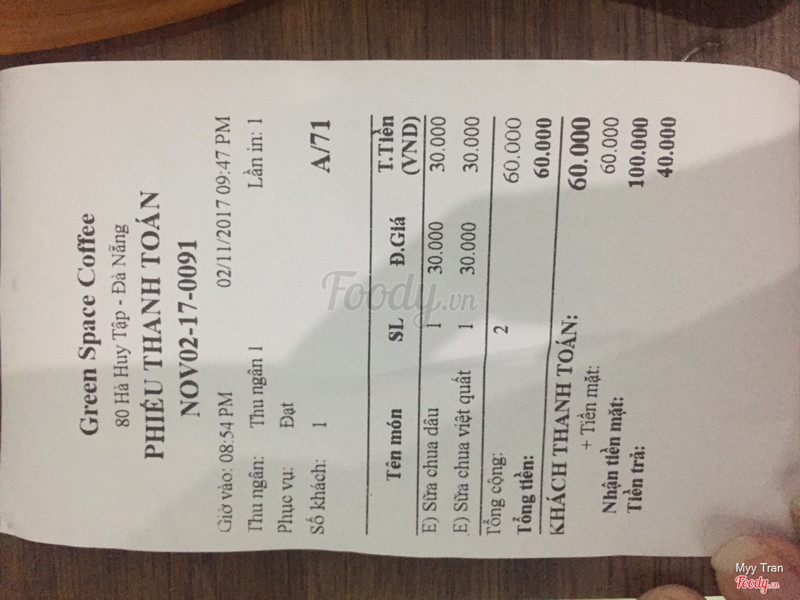 Green Space Coffee
80 Hà Huy Tập - Đà Nẵng
PHIẾU THANH TOÁN
NOV02-17-0091
Giờ vào: 08:54 PM 02/11/2017 09:47 PM
Thu ngân: Thu ngân 1 Lần in: 1
Phục vụ: Đạt
Số khách: 1 A/71
Tên món SL Đ.Giá T.Tiền (VND)
E) Sữa chua dâu 1 30.000 30.000
E) Sữa chua việt quất 1 30.000 30.000
Tổng cộng: 2 60.000
Tổng tiền: 60.000
KHÁCH THANH TOÁN: 60.000
+ Tiền mặt: 60.000
Nhận tiền mặt: 100.000
Tiền trả: 40.000
Foody.vn
Myy Tran
Foody.vn